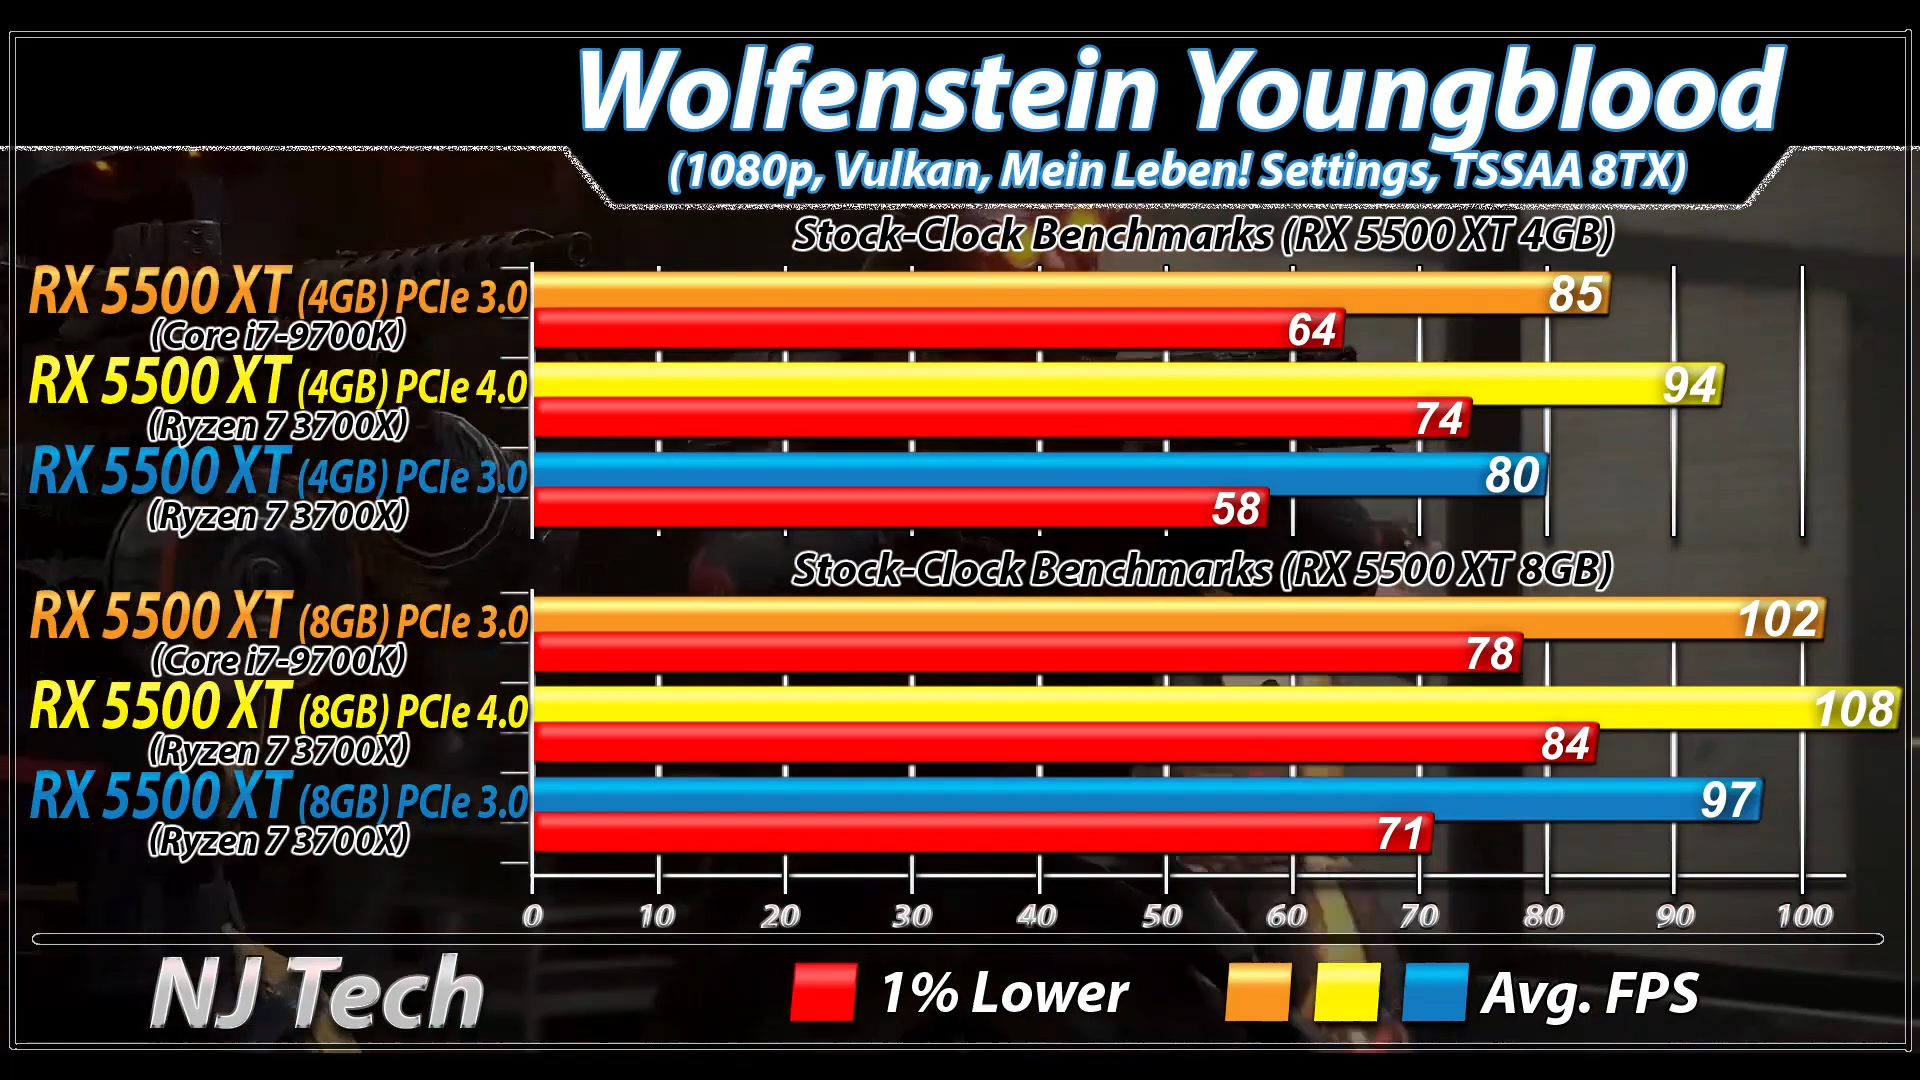 Wolfenstein Youngblood
(1080p, Vulkan, Mein Leben! Settings, TSSAA 8TX)
Stock-Clock Benchmarks (RX 5500 XT 4GB)
RX 5500 XT (4GB) PCIe 3.0
(Core i7-9700K)
85
64
RX 5500 XT (4GB) PCIe 4.0
(Ryzen 7 3700X)
94
74
RX 5500 XT (4GB) PCIe 3.0
(Ryzen 7 3700X)
80
58
Stock-Clock Benchmarks (RX 5500 XT 8GB)
RX 5500 XT (8GB) PCIe 3.0
(Core i7-9700K)
102
78
RX 5500 XT (8GB) PCIe 4.0
(Ryzen 7 3700X)
108
84
RX 5500 XT (8GB) PCIe 3.0
(Ryzen 7 3700X)
97
71
0 10 20 30 40 50 60 70 80 90 100
NJ Tech
1% Lower
Avg. FPS